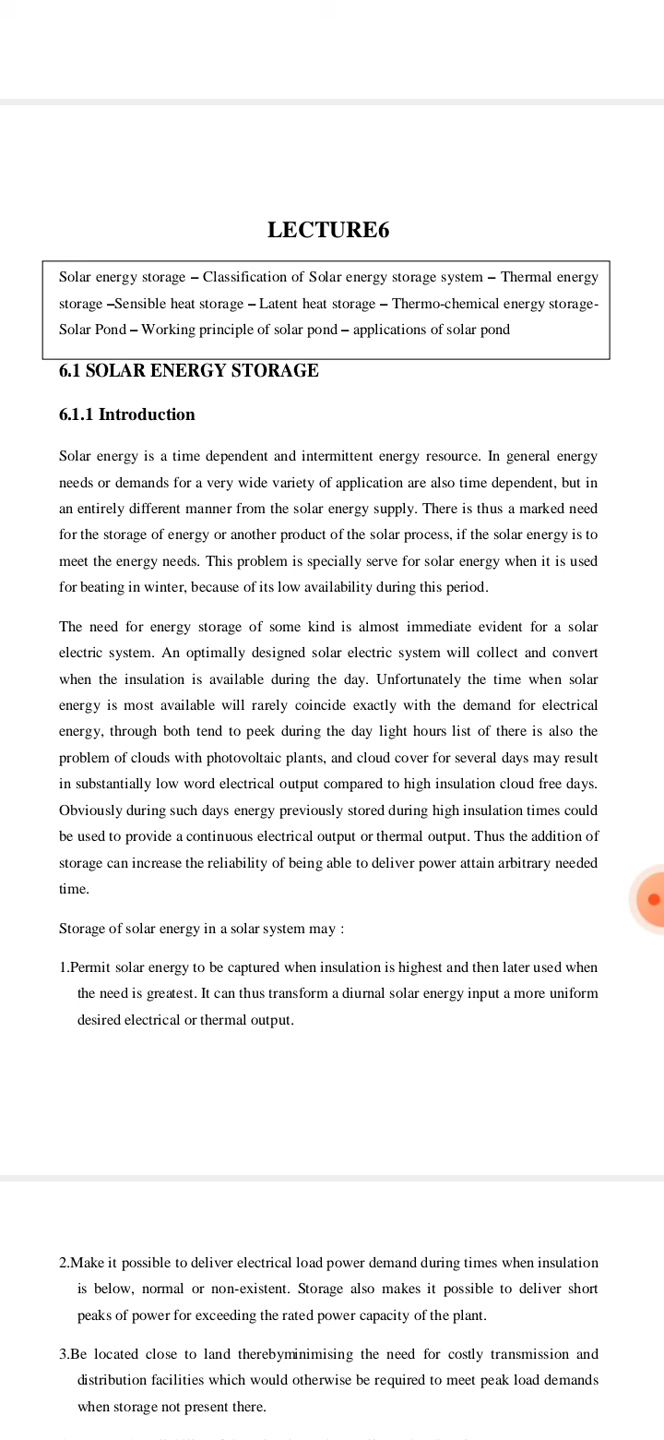 LECTURE6
Solar energy storage – Classification of Solar energy storage system – Thermal energy
storage –Sensible heat storage – Latent heat storage – Thermo-chemical energy storage-
Solar Pond – Working principle of solar pond – applications of solar pond
6.1 SOLAR ENERGY STORAGE
6.1.1 Introduction
Solar energy is a time dependent and intermittent energy resource. In general energy
needs or demands for a very wide variety of application are also time dependent, but in
an entirely different manner from the solar energy supply. There is thus a marked need
for the storage of energy or another product of the solar process, if the solar energy is to
meet the energy needs. This problem is specially serve for solar energy when it is used
for beating in winter, because of its low availability during this period.
The need for energy storage of some kind is almost immediate evident for a solar
electric system. An optimally designed solar electric system will collect and convert
when the insulation is available during the day. Unfortunately the time when solar
energy is most available will rarely coincide exactly with the demand for electrical
energy, through both tend to peek during the day light hours list of there is also the
problem of clouds with photovoltaic plants, and cloud cover for several days may result
in substantially low word electrical output compared to high insulation cloud free days.
Obviously during such days energy previously stored during high insulation times could
be used to provide a continuous electrical output or thermal output. Thus the addition of
storage can increase the reliability of being able to deliver power attain arbitrary needed
time.
Storage of solar energy in a solar system may :
1.Permit solar energy to be captured when insulation is highest and then later used when
the need is greatest. It can thus transform a diurnal solar energy input a more uniform
desired electrical or thermal output.
2.Make it possible to deliver electrical load power demand during times when insulation
is below, normal or non-existent. Storage also makes it possible to deliver short
peaks of power for exceeding the rated power capacity of the plant.
3.Be located close to land therebyminimising the need for costly transmission and
distribution facilities which would otherwise be required to meet peak load demands
when storage not present there.